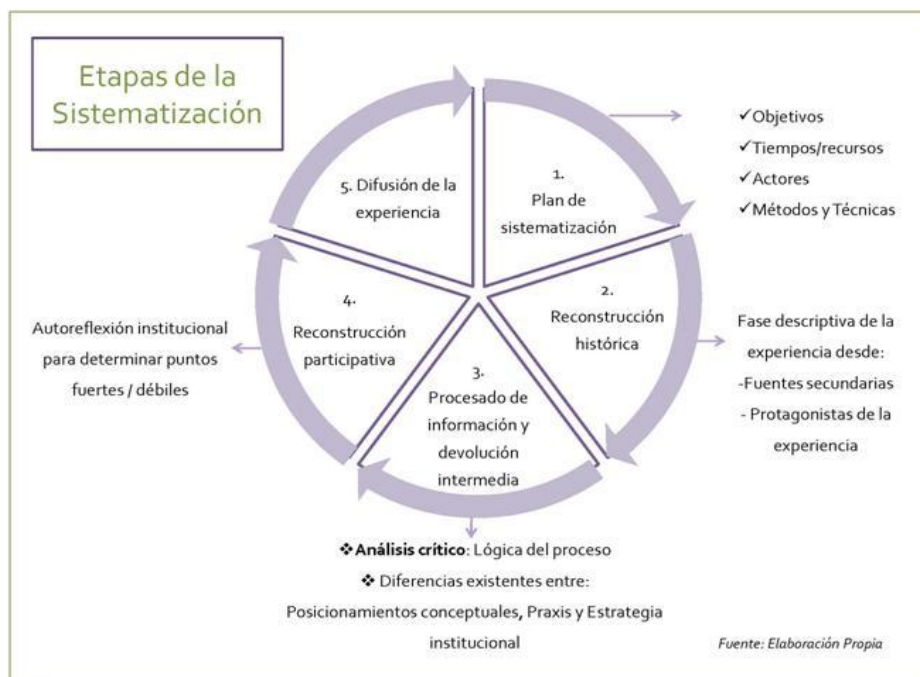 Etapas de la
Sistematización
1.
Plan de
sistematización
✓Objetivos
✓Tiempos/recursos
✓Actores
✓Métodos y Técnicas
2.
Reconstrucción
histórica
Fase descriptiva de la
experiencia desde:
-Fuentes secundarias
- Protagonistas de la
experiencia
3.
Procesado de
información y
devolución
intermedia
❖Análisis crítico: Lógica del proceso
❖ Diferencias existentes entre:
Posicionamientos conceptuales, Praxis y Estrategia
institucional
4.
Reconstrucción
participativa
Autoreflexión institucional
para determinar puntos
fuertes / débiles
5. Difusión de la
experiencia
Fuente: Elaboración Propia